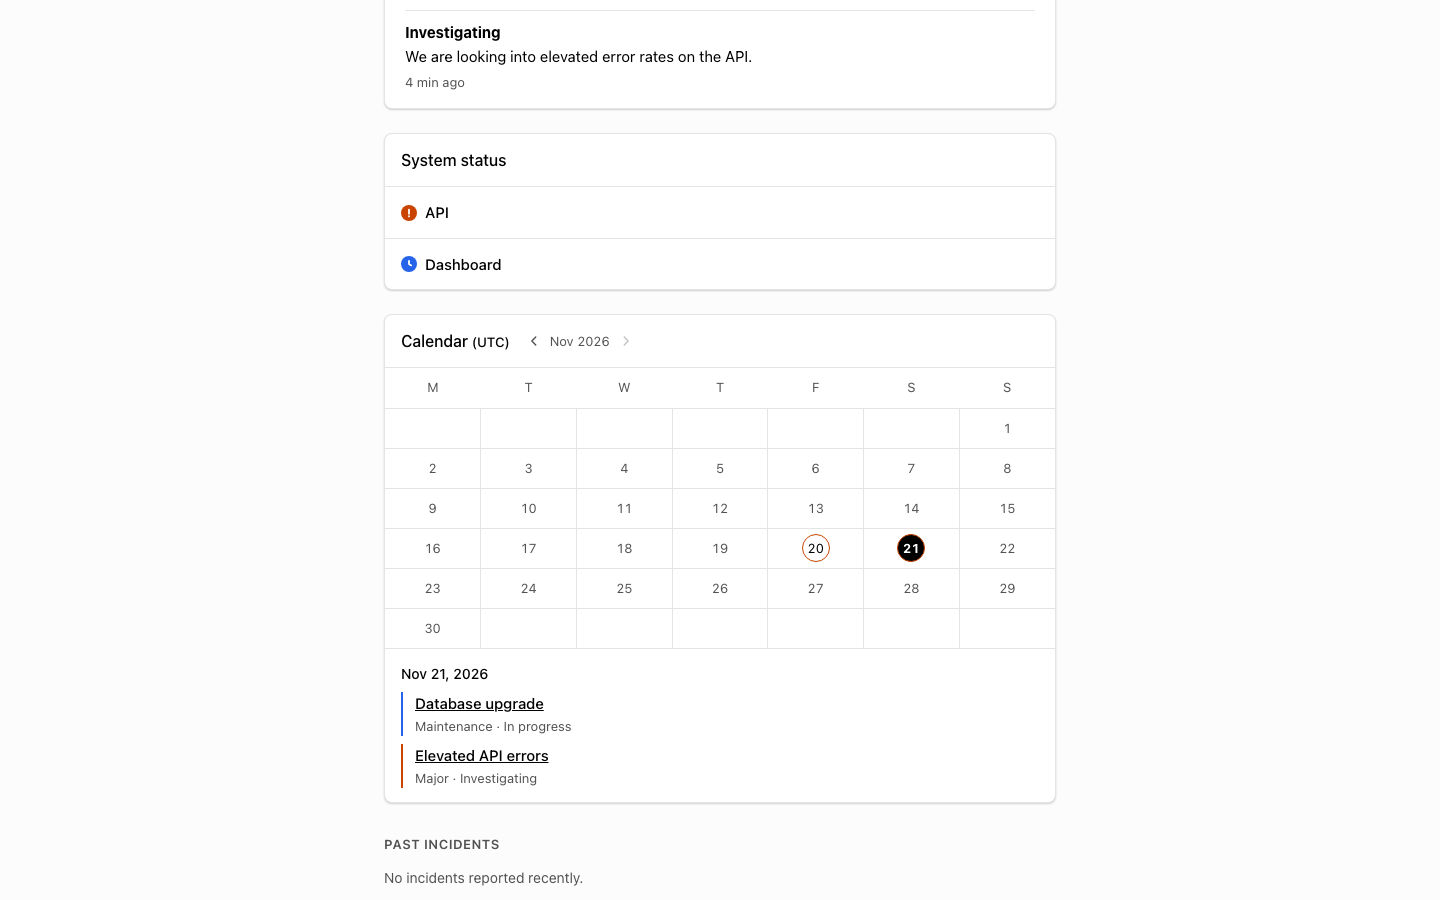 Investigating
We are looking into elevated error rates on the API.
4 min ago
System status
API
Dashboard
Calendar (UTC) Nov 2026
M T W T F S S
1
2 3 4 5 6 7 8
9 10 11 12 13 14 15
16 17 18 19 20 21 22
23 24 25 26 27 28 29
30
Nov 21, 2026
Database upgrade
Maintenance · In progress
Elevated API errors
Major · Investigating
PAST INCIDENTS
No incidents reported recently.